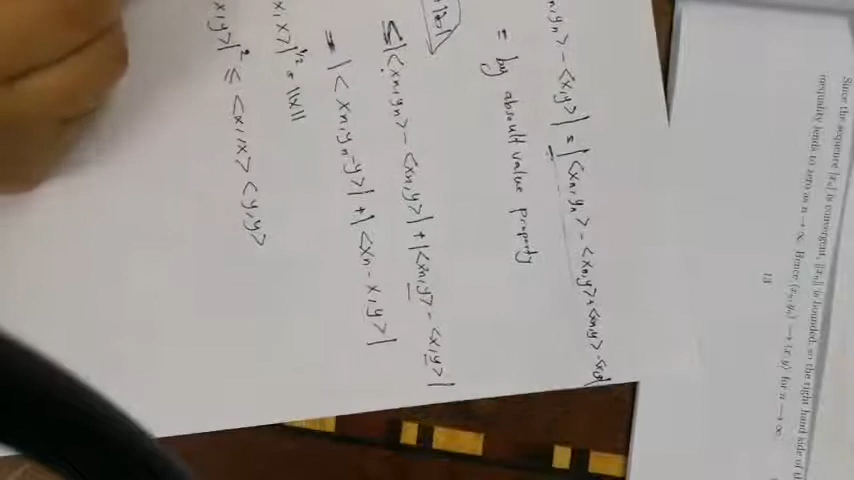 xn,yn> - <x,y>| = |<xn,yn> - <xn,y> + <xn,y> - <x,y>|
= by absoult value property
≤ |<xn,yn> - <xn,y>| + |<xn,y> - <x,y>|
= |<xn,yn-y>| + |<xn-x,y>|
x,x>|^1/2 = ||x||
x,y>|² ≤ <x,x> <y,y>
Since the sequence {xn} is convergent, ||xn|| is bounded, so the right hand side of
inequality tends to zero as n → ∞. Hence ⟨xn, yn⟩ → ⟨x, y⟩ for n → ∞.
13